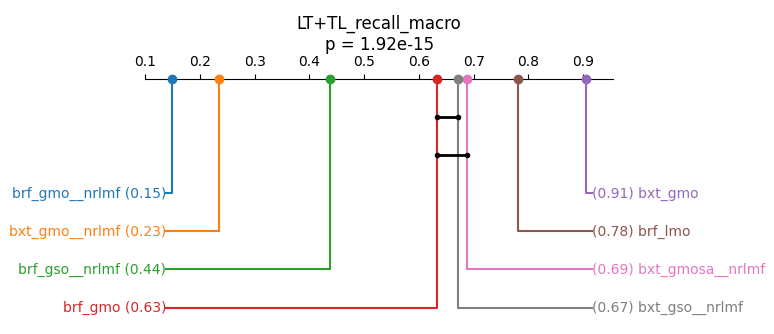 LT+TL_recall_macro
p = 1.92e-15
0.1 0.2 0.3 0.4 0.5 0.6 0.7 0.8 0.9
brf_gmo__nrlmf (0.15) (0.91) bxt_gmo
bxt_gmo__nrlmf (0.23) (0.78) brf_lmo
brf_gso__nrlmf (0.44) (0.69) bxt_gmosa__nrlmf
brf_gmo (0.63) (0.67) bxt_gso__nrlmf